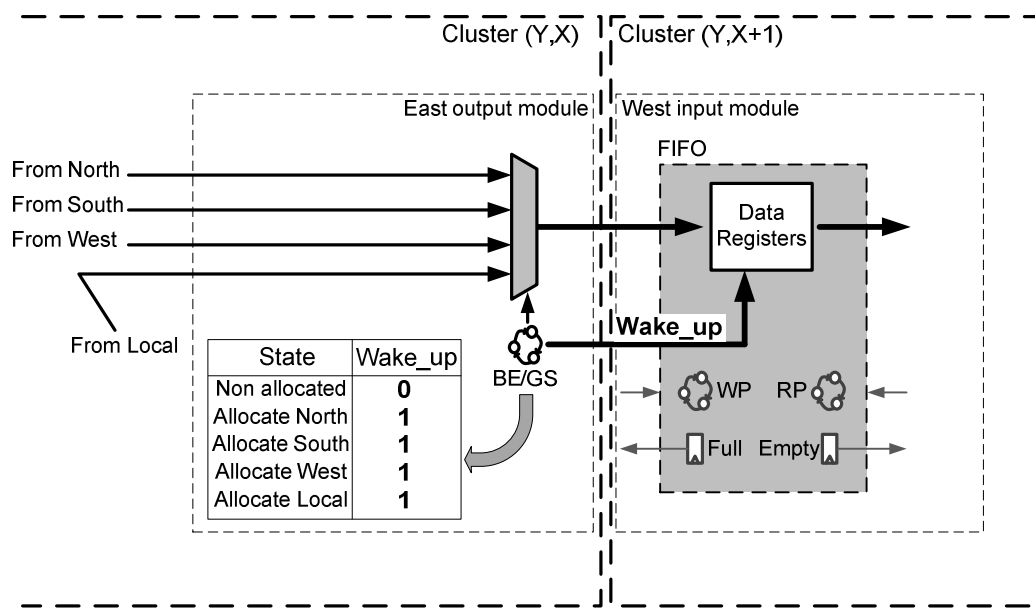 Cluster (Y,X)
Cluster (Y,X+1)
East output module
West input module
FIFO
From North
From South
From West
From Local
Data
Registers
Wake_up
BE/GS
State Wake_up
Non allocated 0
Allocate North 1
Allocate South 1
Allocate West 1
Allocate Local 1
WP RP
Full Empty